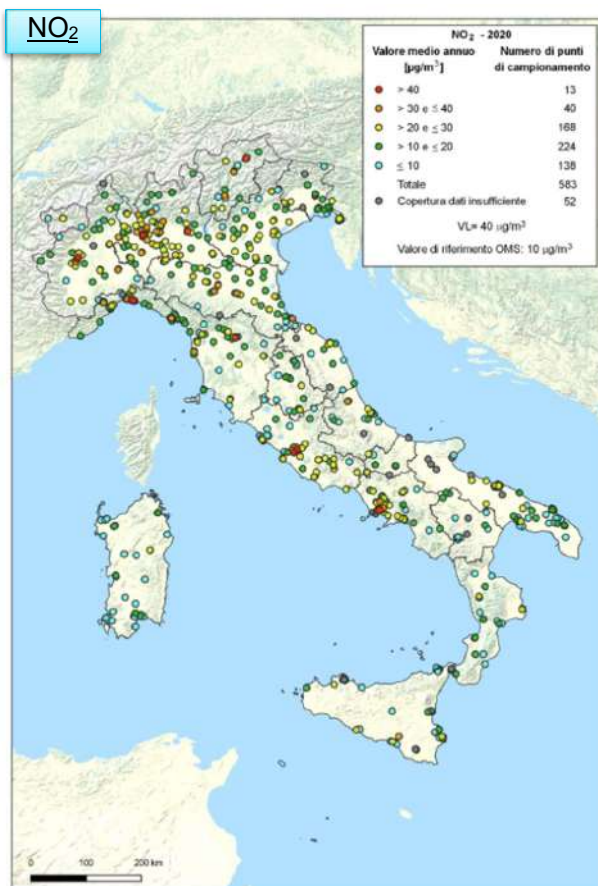 NO₂
NO₂ - 2020
Valore medio annuo Numero di punti
[µg/m³] di campionamento
> 40 13
> 30 e ≤ 40 40
> 20 e ≤ 30 168
> 10 e ≤ 20 224
≤ 10 138
Totale 583
Copertura dati insufficiente 52
VL= 40 µg/m³
Valore di riferimento OMS: 10 µg/m³
0 100 200 km